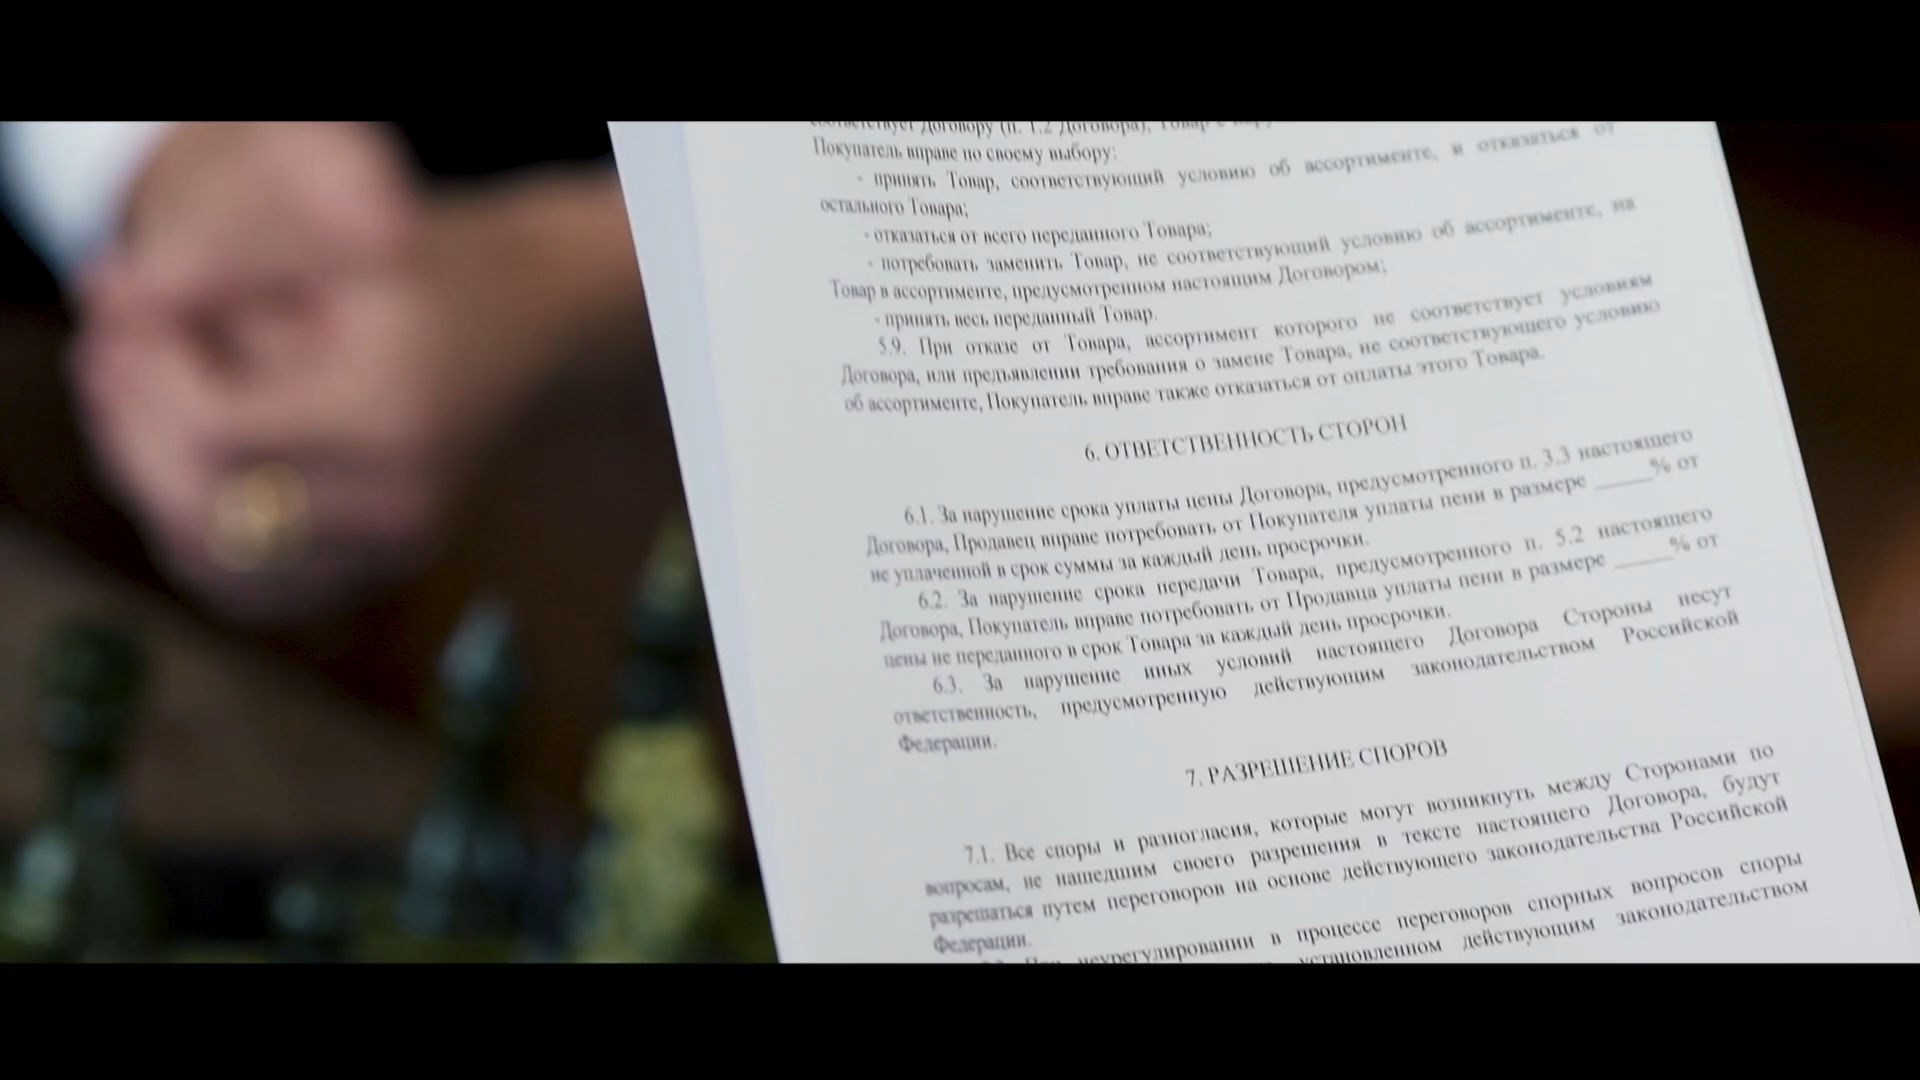 соответствует Договору (п. 1.2 Договора), Товар с
Покупатель вправе по своему выбору:
- принять Товар, соответствующий условию об ассортименте, и отказаться от
остального Товара;
- отказаться от всего переданного Товара;
- потребовать заменить Товар, не соответствующий условию об ассортименте, на
Товар в ассортименте, предусмотренном настоящим Договором;
- принять весь переданный Товар.
5.9. При отказе от Товара, ассортимент которого не соответствует условиям
Договора, или предъявлении требования о замене Товара, не соответствующего условию
об ассортименте, Покупатель вправе также отказаться от оплаты этого Товара.
6. ОТВЕТСТВЕННОСТЬ СТОРОН
6.1. За нарушение срока уплаты цены Договора, предусмотренного п. 3.3 настоящего
Договора, Продавец вправе потребовать от Покупателя уплаты пени в размере _____% от
не уплаченной в срок суммы за каждый день просрочки.
6.2. За нарушение срока передачи Товара, предусмотренного п. 5.2 настоящего
Договора, Покупатель вправе потребовать от Продавца уплаты пени в размере _____% от
цены не переданного в срок Товара за каждый день просрочки.
6.3. За нарушение иных условий настоящего Договора Стороны несут
ответственность, предусмотренную действующим законодательством Российской
Федерации.
7. РАЗРЕШЕНИЕ СПОРОВ
7.1. Все споры и разногласия, которые могут возникнуть между Сторонами по
вопросам, не нашедшим своего разрешения в тексте настоящего Договора, будут
разрешаться путем переговоров на основе действующего законодательства Российской
Федерации.
При неурегулировании в процессе переговоров спорных вопросов споры
установленном действующим законодательством